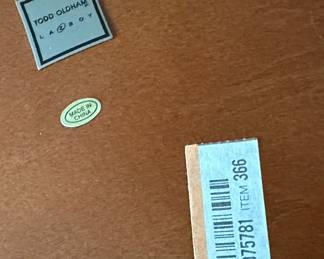 TODD OLDHAM
LA Z BOY
MADE IN
CHINA
75781 ITEM 366